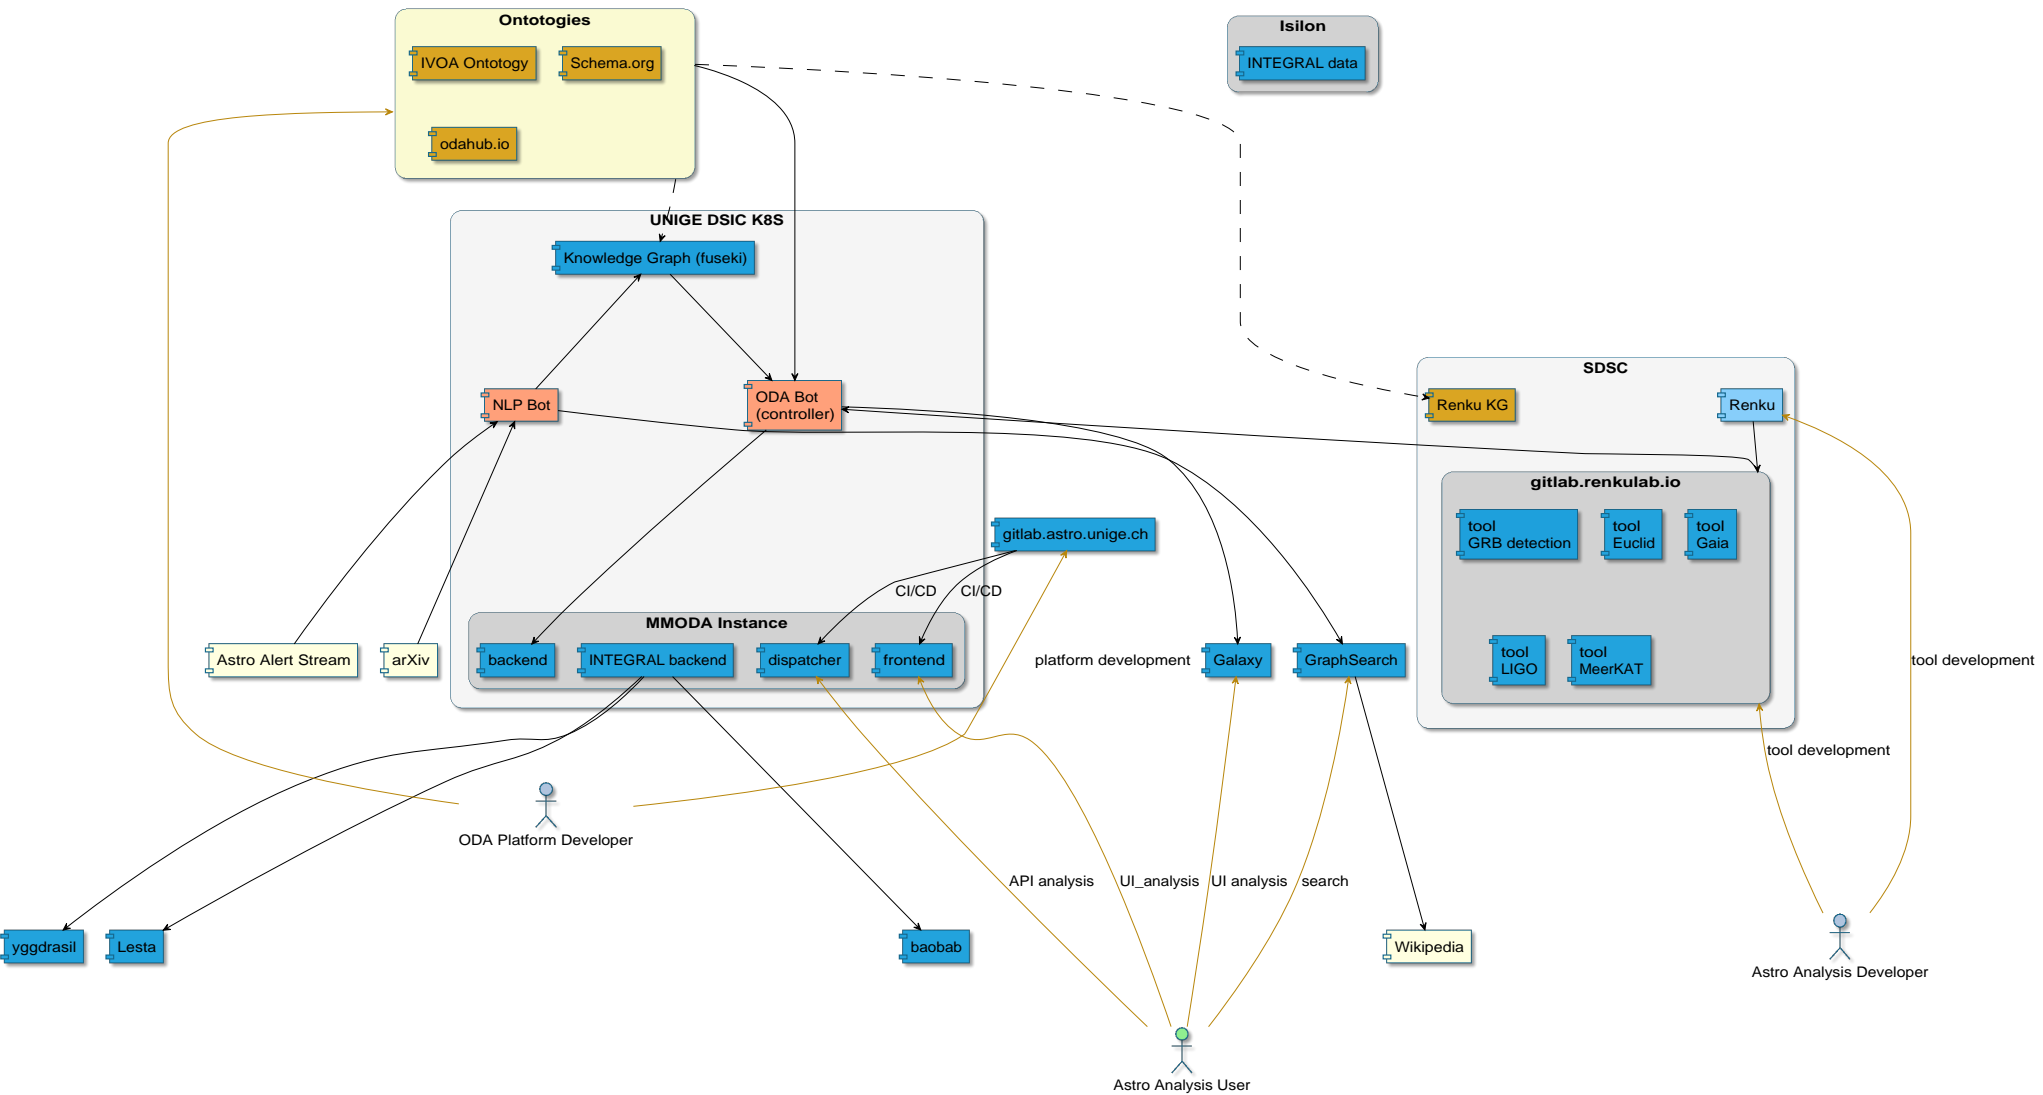 Ontotogies
IVOA Ontotogy
Schema.org
odahub.io
Isilon
INTEGRAL data
UNIGE DSIC K8S
Knowledge Graph (fuseki)
NLP Bot
ODA Bot
(controller)
SDSC
Renku KG
Renku
gitlab.renkulab.io
tool
GRB detection
tool
Euclid
tool
Gaia
tool
LIGO
tool
MeerKAT
gitlab.astro.unige.ch
CI/CD
CI/CD
MMODA Instance
backend
INTEGRAL backend
dispatcher
frontend
Astro Alert Stream
arXiv
platform development
Galaxy
GraphSearch
tool development
tool development
ODA Platform Developer
API analysis
UI_analysis
UI analysis
search
yggdrasil
Lesta
baobab
Wikipedia
Astro Analysis Developer
Astro Analysis User